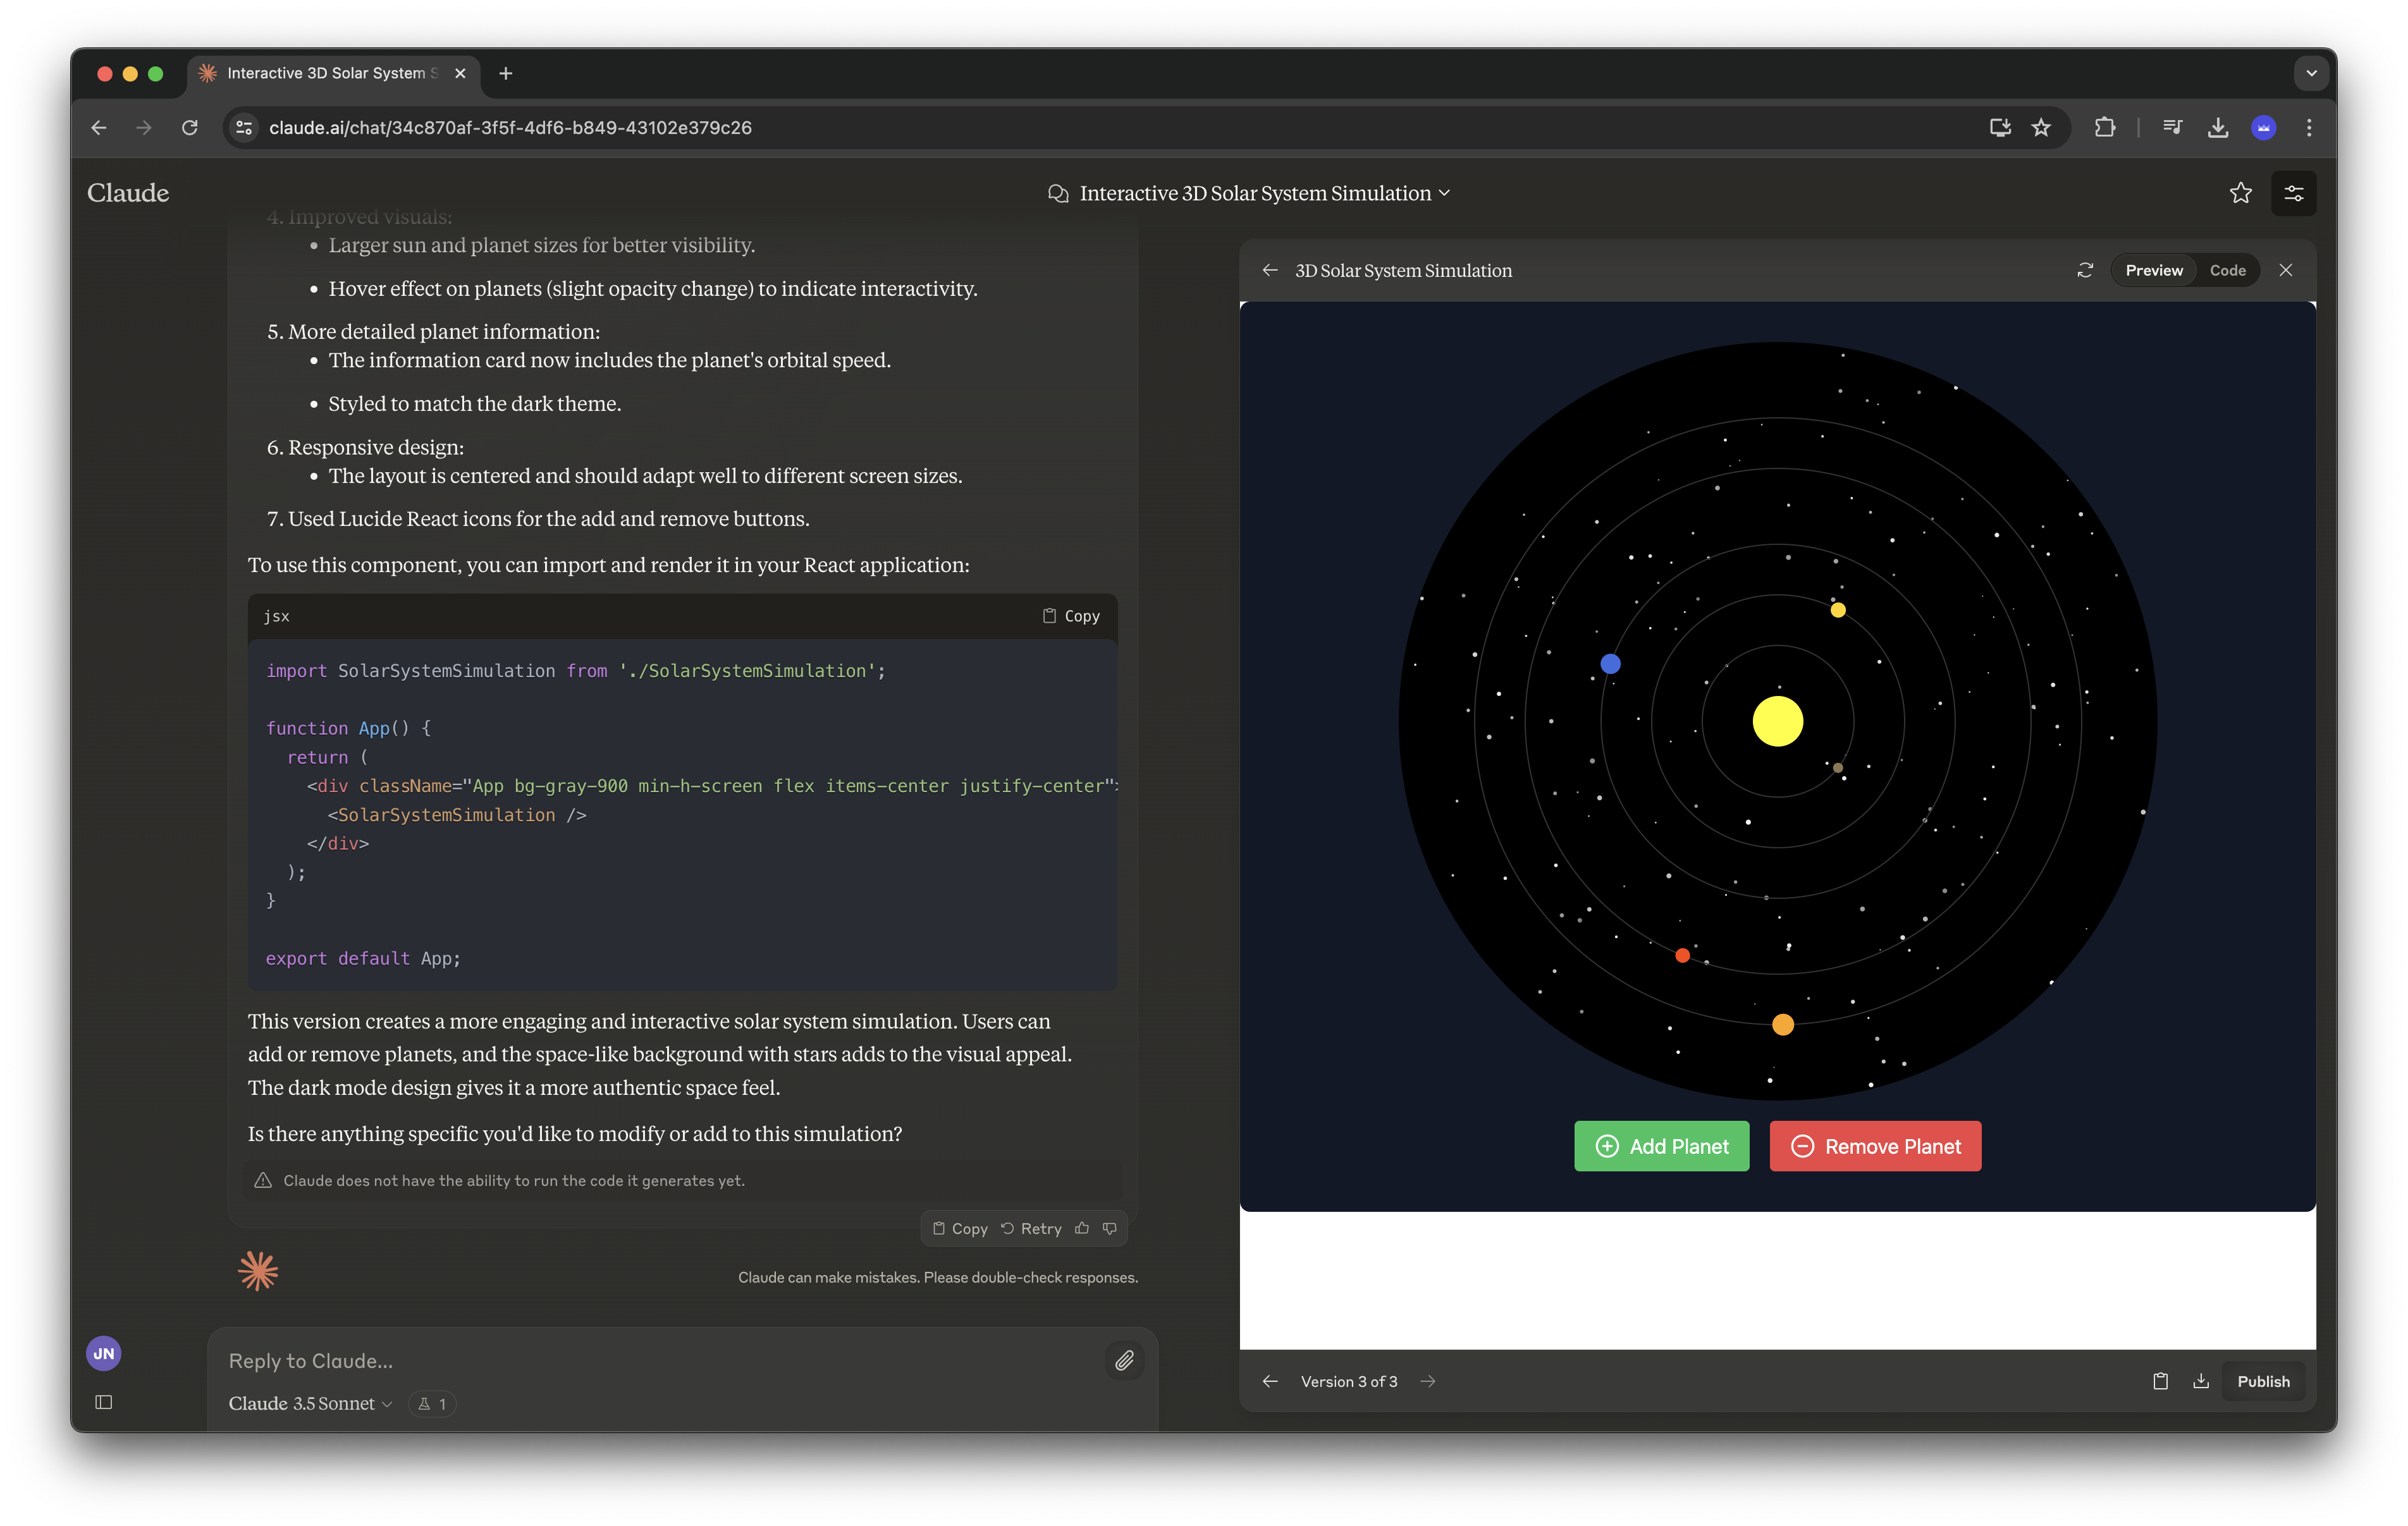 Interactive 3D Solar System S
claude.ai/chat/34c870af-3f5f-4df6-b849-43102e379c26
Claude
Interactive 3D Solar System Simulation
4. Improved visuals:
• Larger sun and planet sizes for better visibility.
• Hover effect on planets (slight opacity change) to indicate interactivity.
5. More detailed planet information:
• The information card now includes the planet's orbital speed.
• Styled to match the dark theme.
6. Responsive design:
• The layout is centered and should adapt well to different screen sizes.
7. Used Lucide React icons for the add and remove buttons.
To use this component, you can import and render it in your React application:
jsx
Copy
import SolarSystemSimulation from './SolarSystemSimulation';
function App() {
return (
<div className="App bg-gray-900 min-h-screen flex items-center justify-center">
<SolarSystemSimulation />
</div>
);
}
export default App;
This version creates a more engaging and interactive solar system simulation. Users can
add or remove planets, and the space-like background with stars adds to the visual appeal.
The dark mode design gives it a more authentic space feel.
Is there anything specific you'd like to modify or add to this simulation?
Claude does not have the ability to run the code it generates yet.
Copy Retry
Claude can make mistakes. Please double-check responses.
JN
Reply to Claude...
Claude 3.5 Sonnet
1
3D Solar System Simulation
Preview Code
Add Planet
Remove Planet
Version 3 of 3
Publish